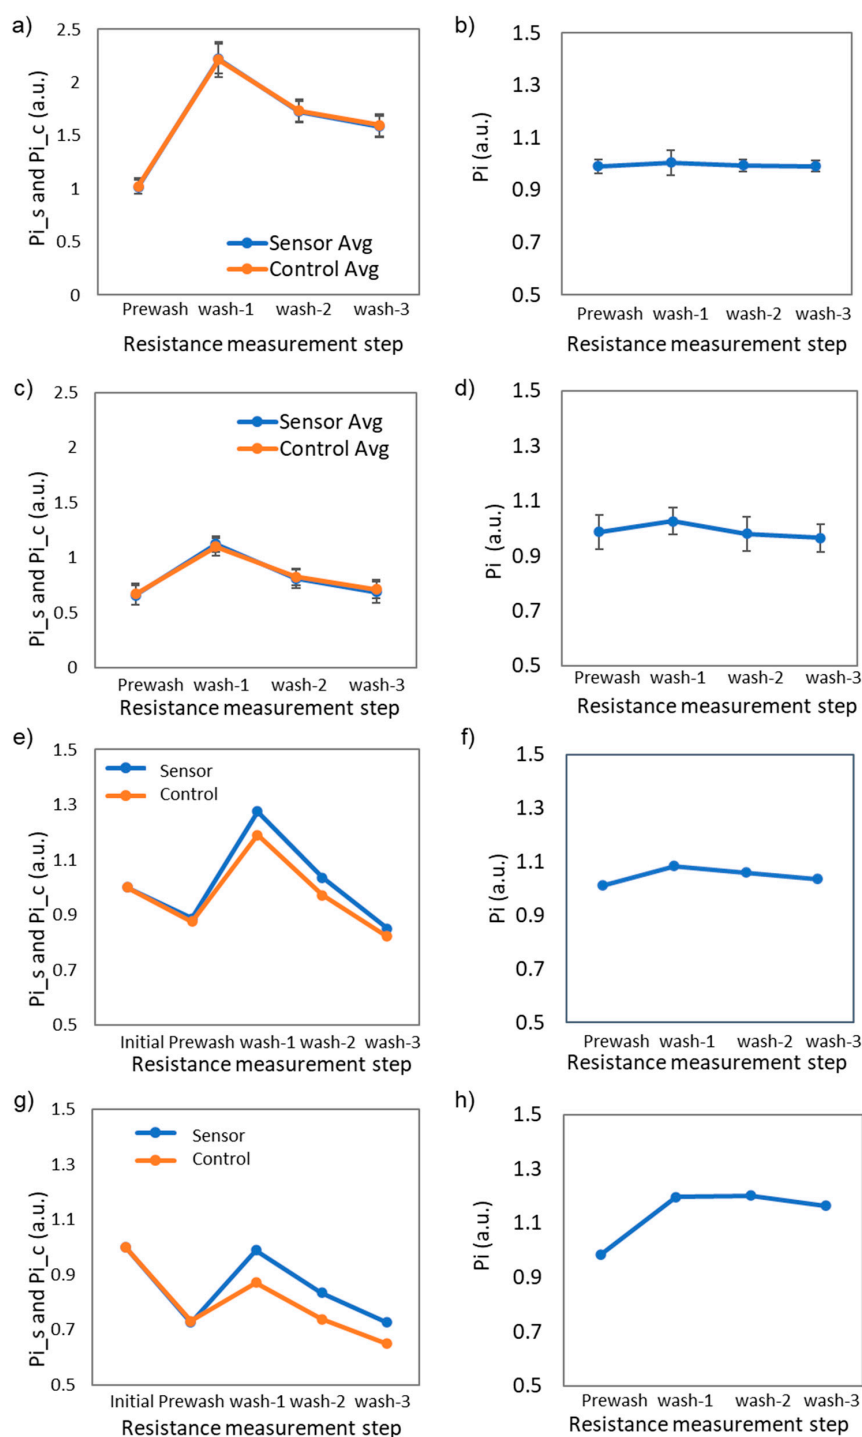 a)
Pi_s and Pi_c (a.u.)
2.5
2
1.5
1
0.5
0
Sensor Avg
Control Avg
Prewash wash-1 wash-2 wash-3
Resistance measurement step
b)
Pi (a.u.)
1.5
1.3
1.1
0.9
0.7
0.5
Prewash wash-1 wash-2 wash-3
Resistance measurement step
c)
Pi_s and Pi_c (a.u.)
2.5
2
1.5
1
0.5
0
Sensor Avg
Control Avg
Prewash wash-1 wash-2 wash-3
Resistance measurement step
d)
Pi (a.u.)
1.5
1.3
1.1
0.9
0.7
0.5
Prewash wash-1 wash-2 wash-3
Resistance measurement step
e)
Pi_s and Pi_c (a.u.)
1.5
1.3
1.1
0.9
0.7
0.5
Sensor
Control
Initial Prewash wash-1 wash-2 wash-3
Resistance measurement step
f)
Pi (a.u.)
1.5
1.3
1.1
0.9
0.7
0.5
Prewash wash-1 wash-2 wash-3
Resistance measurement step
g)
Pi_s and Pi_c (a.u.)
1.5
1.3
1.1
0.9
0.7
0.5
Sensor
Control
Initial Prewash wash-1 wash-2 wash-3
Resistance measurement step
h)
Pi (a.u.)
1.5
1.3
1.1
0.9
0.7
0.5
Prewash wash-1 wash-2 wash-3
Resistance measurement step